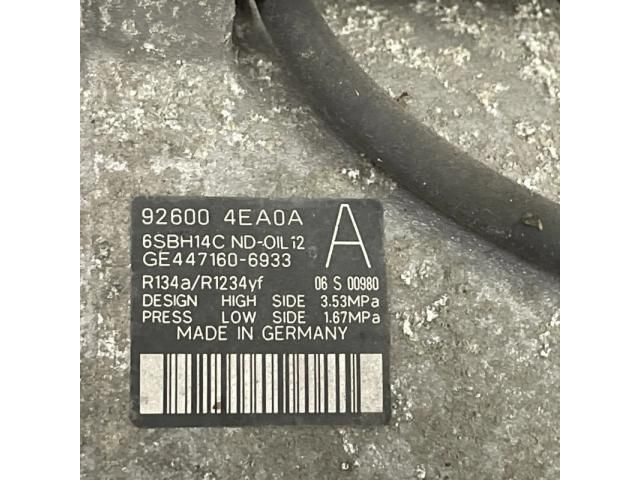 92600 4EA0A
A
6SBH14C ND-OIL12
GE447160-6933
R134a/R1234yf 06 S 00980
DESIGN HIGH SIDE 3.53MPa
PRESS LOW SIDE 1.67MPa
MADE IN GERMANY